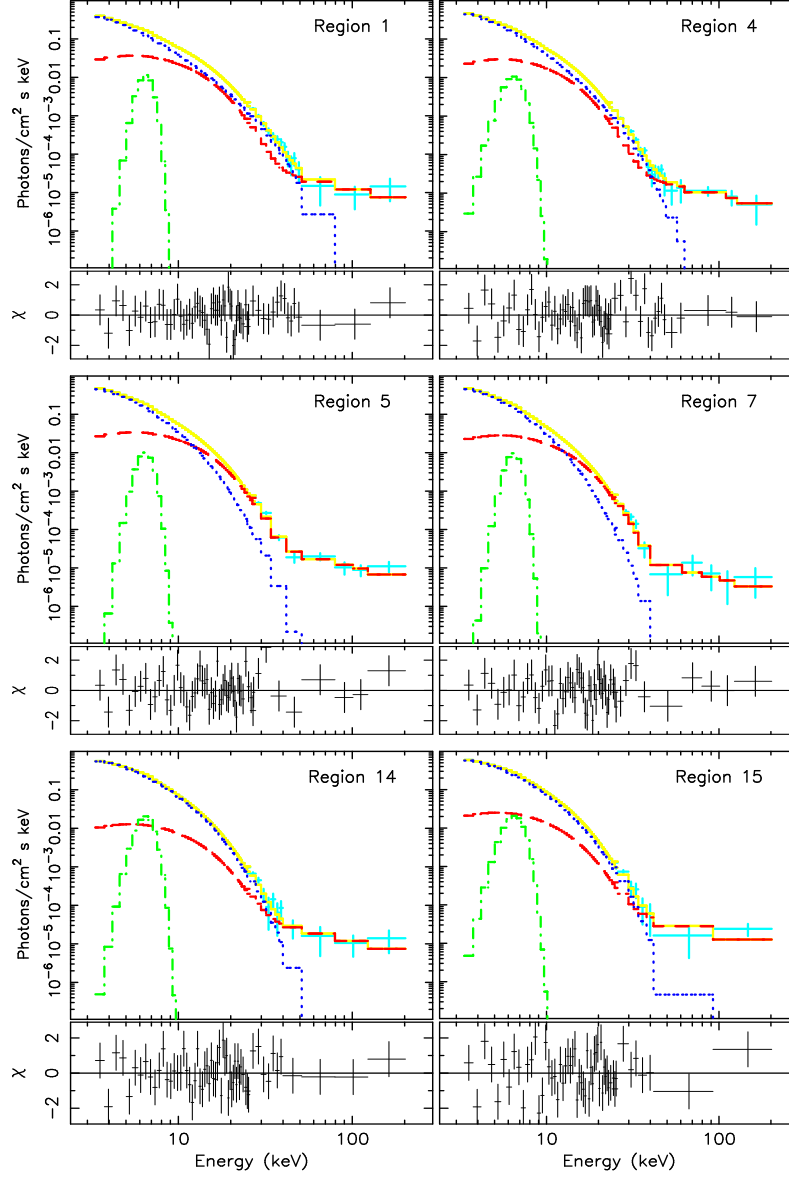 Region 1
Region 4
Photons/cm² s keV
0.1
0.01
10⁻³
10⁻⁴
10⁻⁵
10⁻⁶
χ
2
0
−2
Region 5
Region 7
Photons/cm² s keV
0.1
0.01
10⁻³
10⁻⁴
10⁻⁵
10⁻⁶
χ
2
0
−2
Region 14
Region 15
Photons/cm² s keV
0.1
0.01
10⁻³
10⁻⁴
10⁻⁵
10⁻⁶
χ
2
0
−2
10 100 10 100
Energy (keV) Energy (keV)